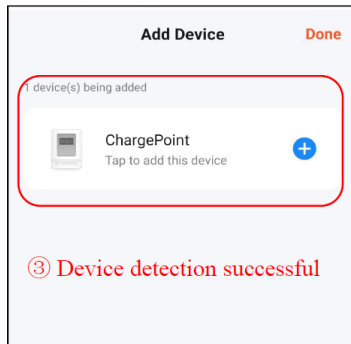 Add Device Done
1 device(s) being added
ChargePoint
Tap to add this device
③ Device detection successful